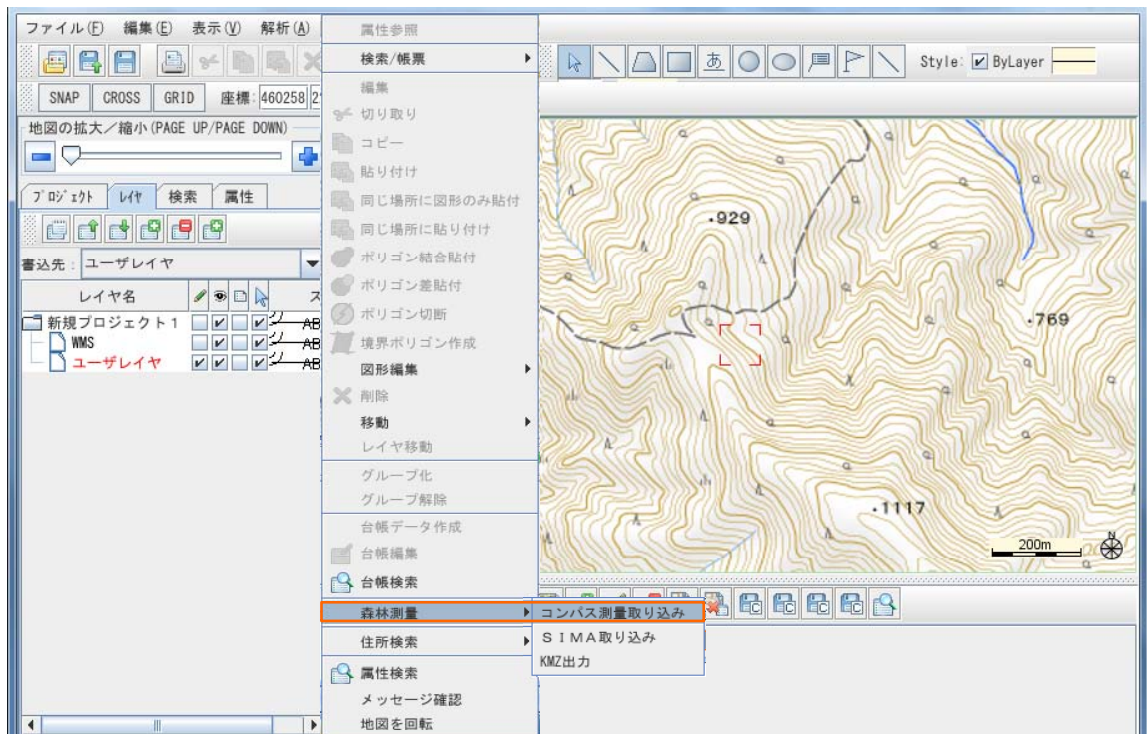 ファイル(F) 編集(E) 表示(V) 解析(A)
Style: ByLayer
SNAP CROSS GRID 座標: 460258
地図の拡大/縮小(PAGE UP/PAGE DOWN)
プロジェクト レイヤ 検索 属性
書込先: ユーザレイヤ
レイヤ名
新規プロジェクト1
WMS
ユーザレイヤ
属性参照
検索/帳票
編集
切り取り
コピー
貼り付け
同じ場所に図形のみ貼付
同じ場所に貼り付け
ポリゴン結合貼付
ポリゴン差貼付
ポリゴン切断
境界ポリゴン作成
図形編集
削除
移動
レイヤ移動
グループ化
グループ解除
台帳データ作成
台帳編集
台帳検索
森林測量
住所検索
属性検索
メッセージ確認
地図を回転
コンパス測量取り込み
SIMA取り込み
KMZ出力
あ
・929
・769
・1117
200m